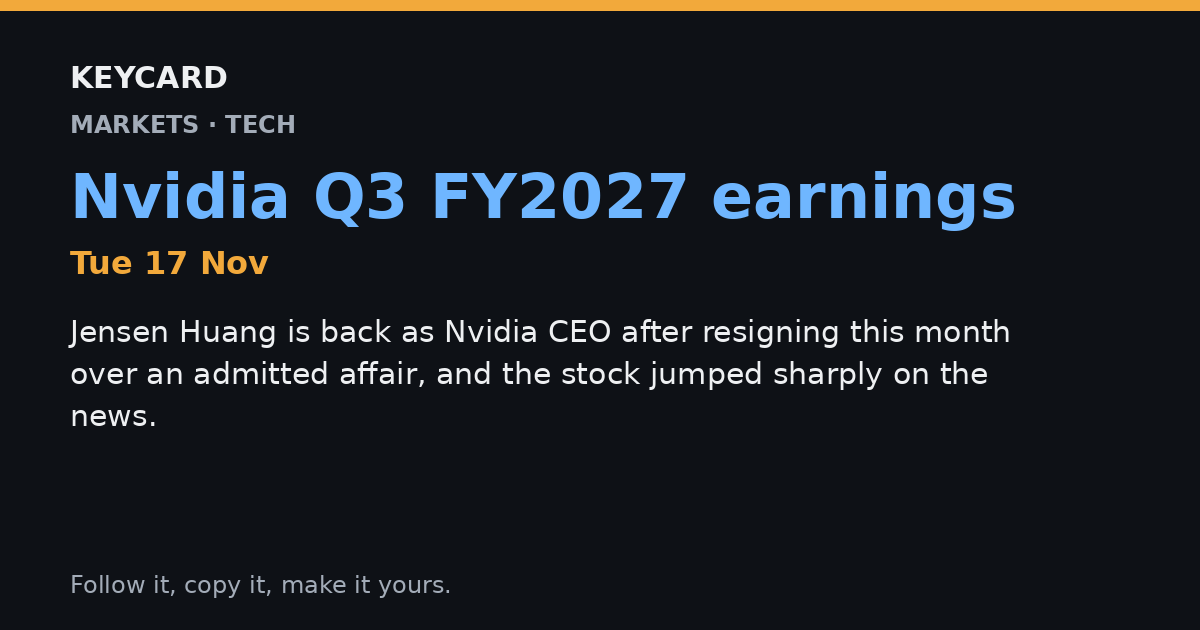 KEYCARD
MARKETS · TECH
Nvidia Q3 FY2027 earnings
Tue 17 Nov
Jensen Huang is back as Nvidia CEO after resigning this month
over an admitted affair, and the stock jumped sharply on the
news.
Follow it, copy it, make it yours.